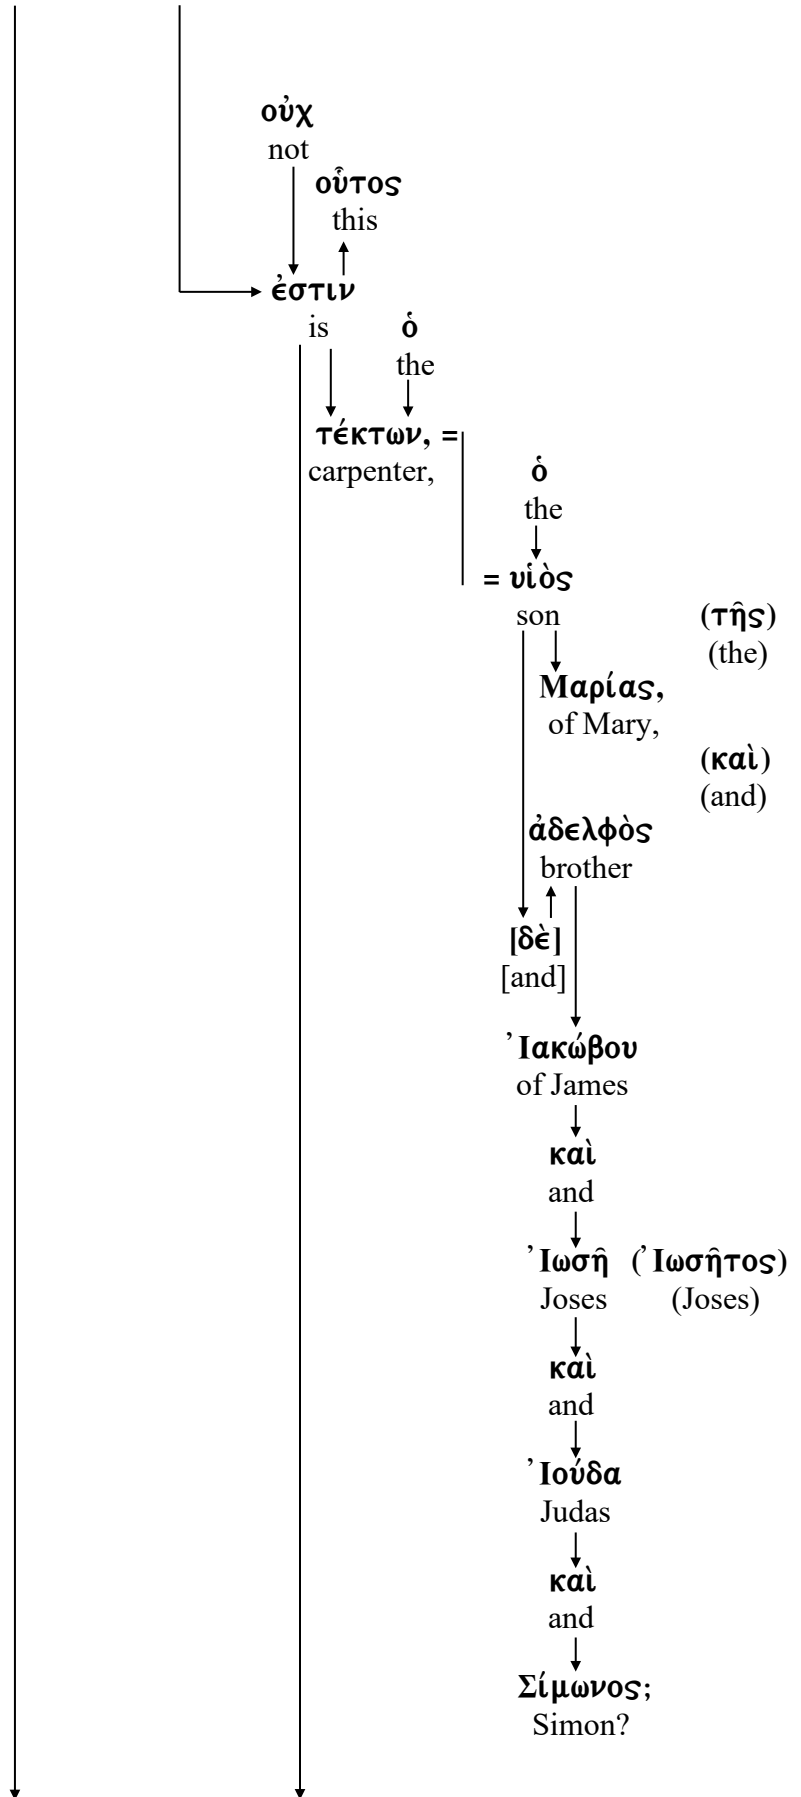 οὐχ
not
οὗτος
this
ἐστιν
is
ὁ
the
τέκτων, =
carpenter,
ὁ
the
= υἱὸς
son
(τῆς)
(the)
Μαρίας,
of Mary,
(καὶ)
(and)
ἀδελφὸς
brother
[δὲ]
[and]
Ἰακώβου
of James
καὶ
and
Ἰωσῆ (Ἰωσῆτος)
Joses (Joses)
καὶ
and
Ἰούδα
Judas
καὶ
and
Σίμωνος;
Simon?